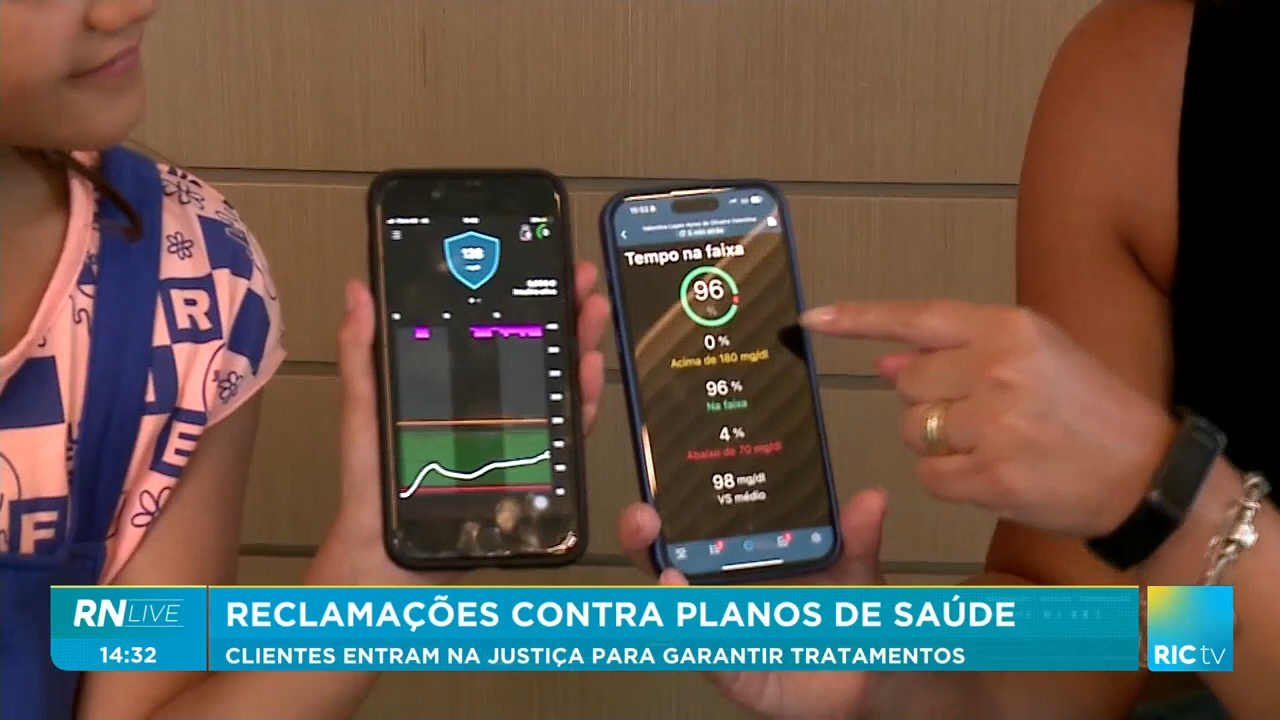 Tempo na faixa
96
%
0 %
Acima de 180 mg/dl
96 %
Na faixa
4 %
Abaixo de 70 mg/dl
98 mg/dl
VS médio
R
E
F
RN LIVE
14:32
RECLAMAÇÕES CONTRA PLANOS DE SAÚDE
CLIENTES ENTRAM NA JUSTIÇA PARA GARANTIR TRATAMENTOS
RIC tv